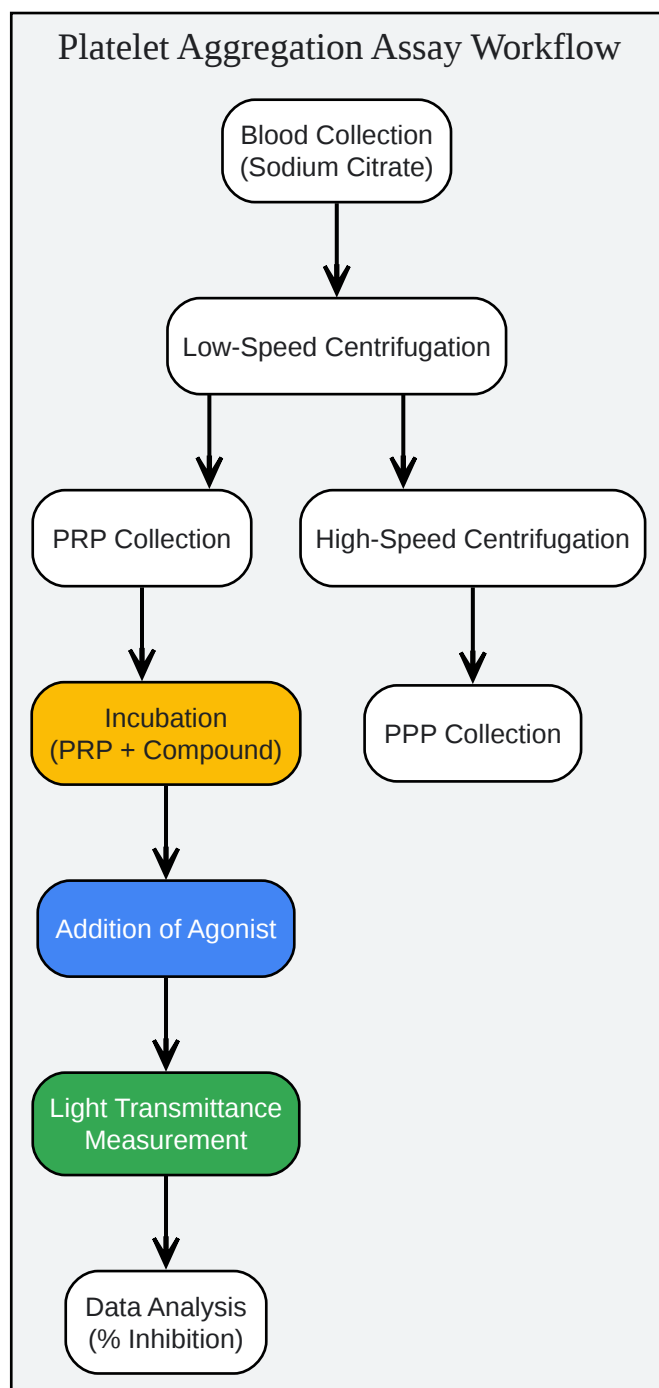 Platelet Aggregation Assay Workflow
Blood Collection
(Sodium Citrate)
Low-Speed Centrifugation
PRP Collection
High-Speed Centrifugation
Incubation
(PRP + Compound)
PPP Collection
Addition of Agonist
Light Transmittance
Measurement
Data Analysis
(% Inhibition)